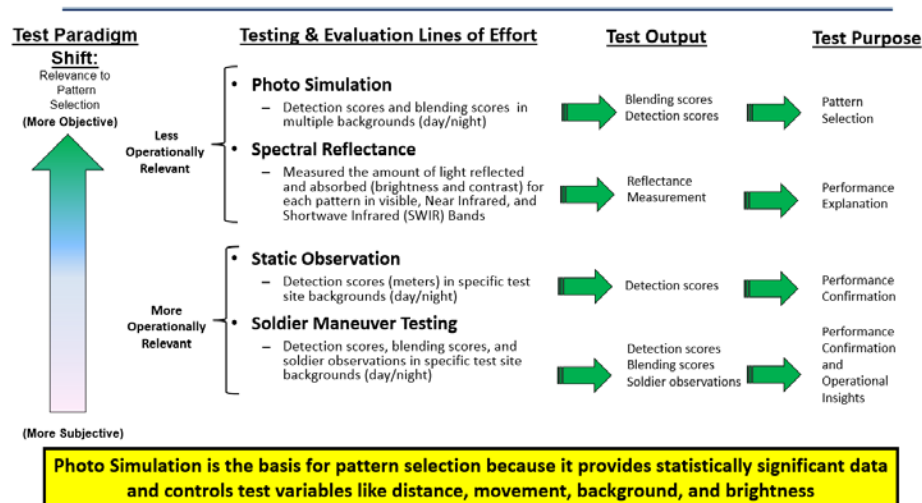 Test Paradigm
Shift:
Relevance to
Pattern
Selection
(More Objective)
(More Subjective)
Testing & Evaluation Lines of Effort
Test Output
Test Purpose
Less
Operationally
Relevant
• Photo Simulation
– Detection scores and blending scores in
multiple backgrounds (day/night)
Blending scores
Detection scores
Pattern
Selection
• Spectral Reflectance
– Measured the amount of light reflected
and absorbed (brightness and contrast) for
each pattern in visible, Near Infrared, and
Shortwave Infrared (SWIR) Bands
Reflectance
Measurement
Performance
Explanation
More
Operationally
Relevant
• Static Observation
– Detection scores (meters) in specific test
site backgrounds (day/night)
Detection scores
Performance
Confirmation
• Soldier Maneuver Testing
– Detection scores, blending scores, and
soldier observations in specific test site
backgrounds (day/night)
Detection scores
Blending scores
Soldier observations
Performance
Confirmation
and
Operational
Insights
Photo Simulation is the basis for pattern selection because it provides statistically significant data
and controls test variables like distance, movement, background, and brightness